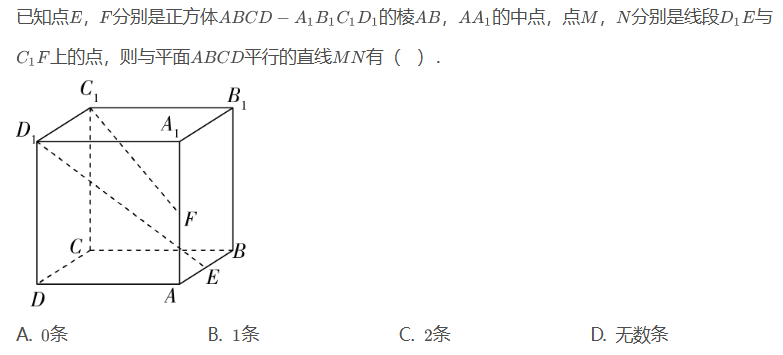 已知点E，F分别是正方体ABCD－A₁B₁C₁D₁的棱AB，AA₁的中点，点M，N分别是线段D₁E与
C₁F上的点，则与平面ABCD平行的直线MN有（　）.
C₁
B₁
D₁
A₁
F
C
B
E
D
A
A. 0条 B. 1条 C. 2条 D. 无数条